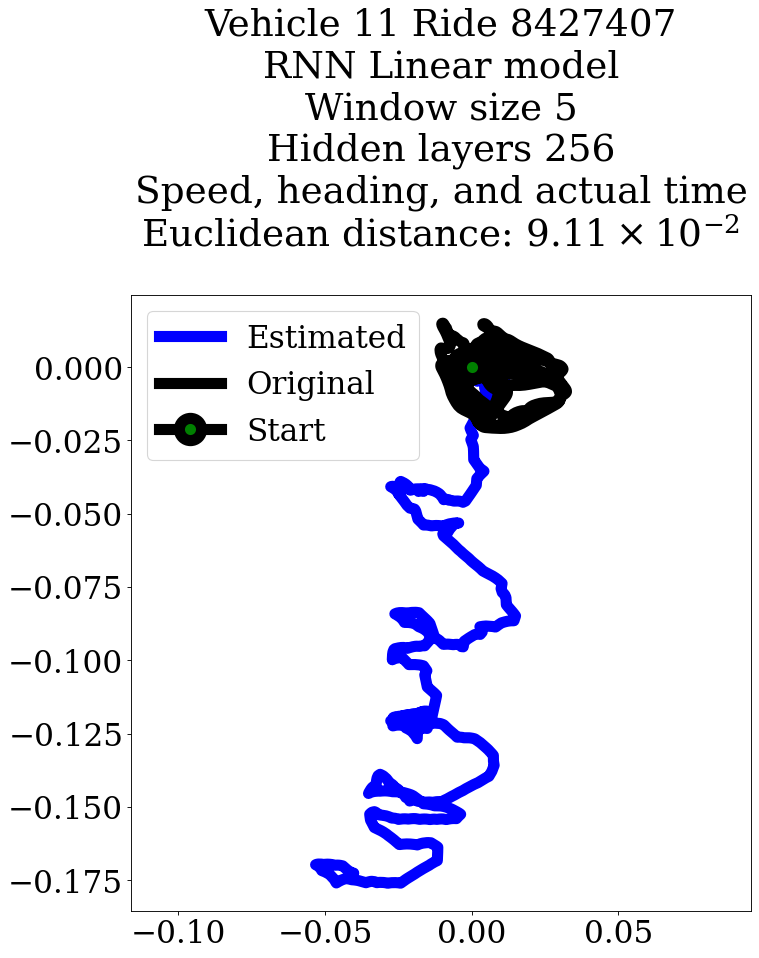 Vehicle 11 Ride 8427407
RNN Linear model
Window size 5
Hidden layers 256
Speed, heading, and actual time
Euclidean distance: 9.11 × 10⁻²
Estimated
Original
Start
0.000
−0.025
−0.050
−0.075
−0.100
−0.125
−0.150
−0.175
−0.10 −0.05 0.00 0.05